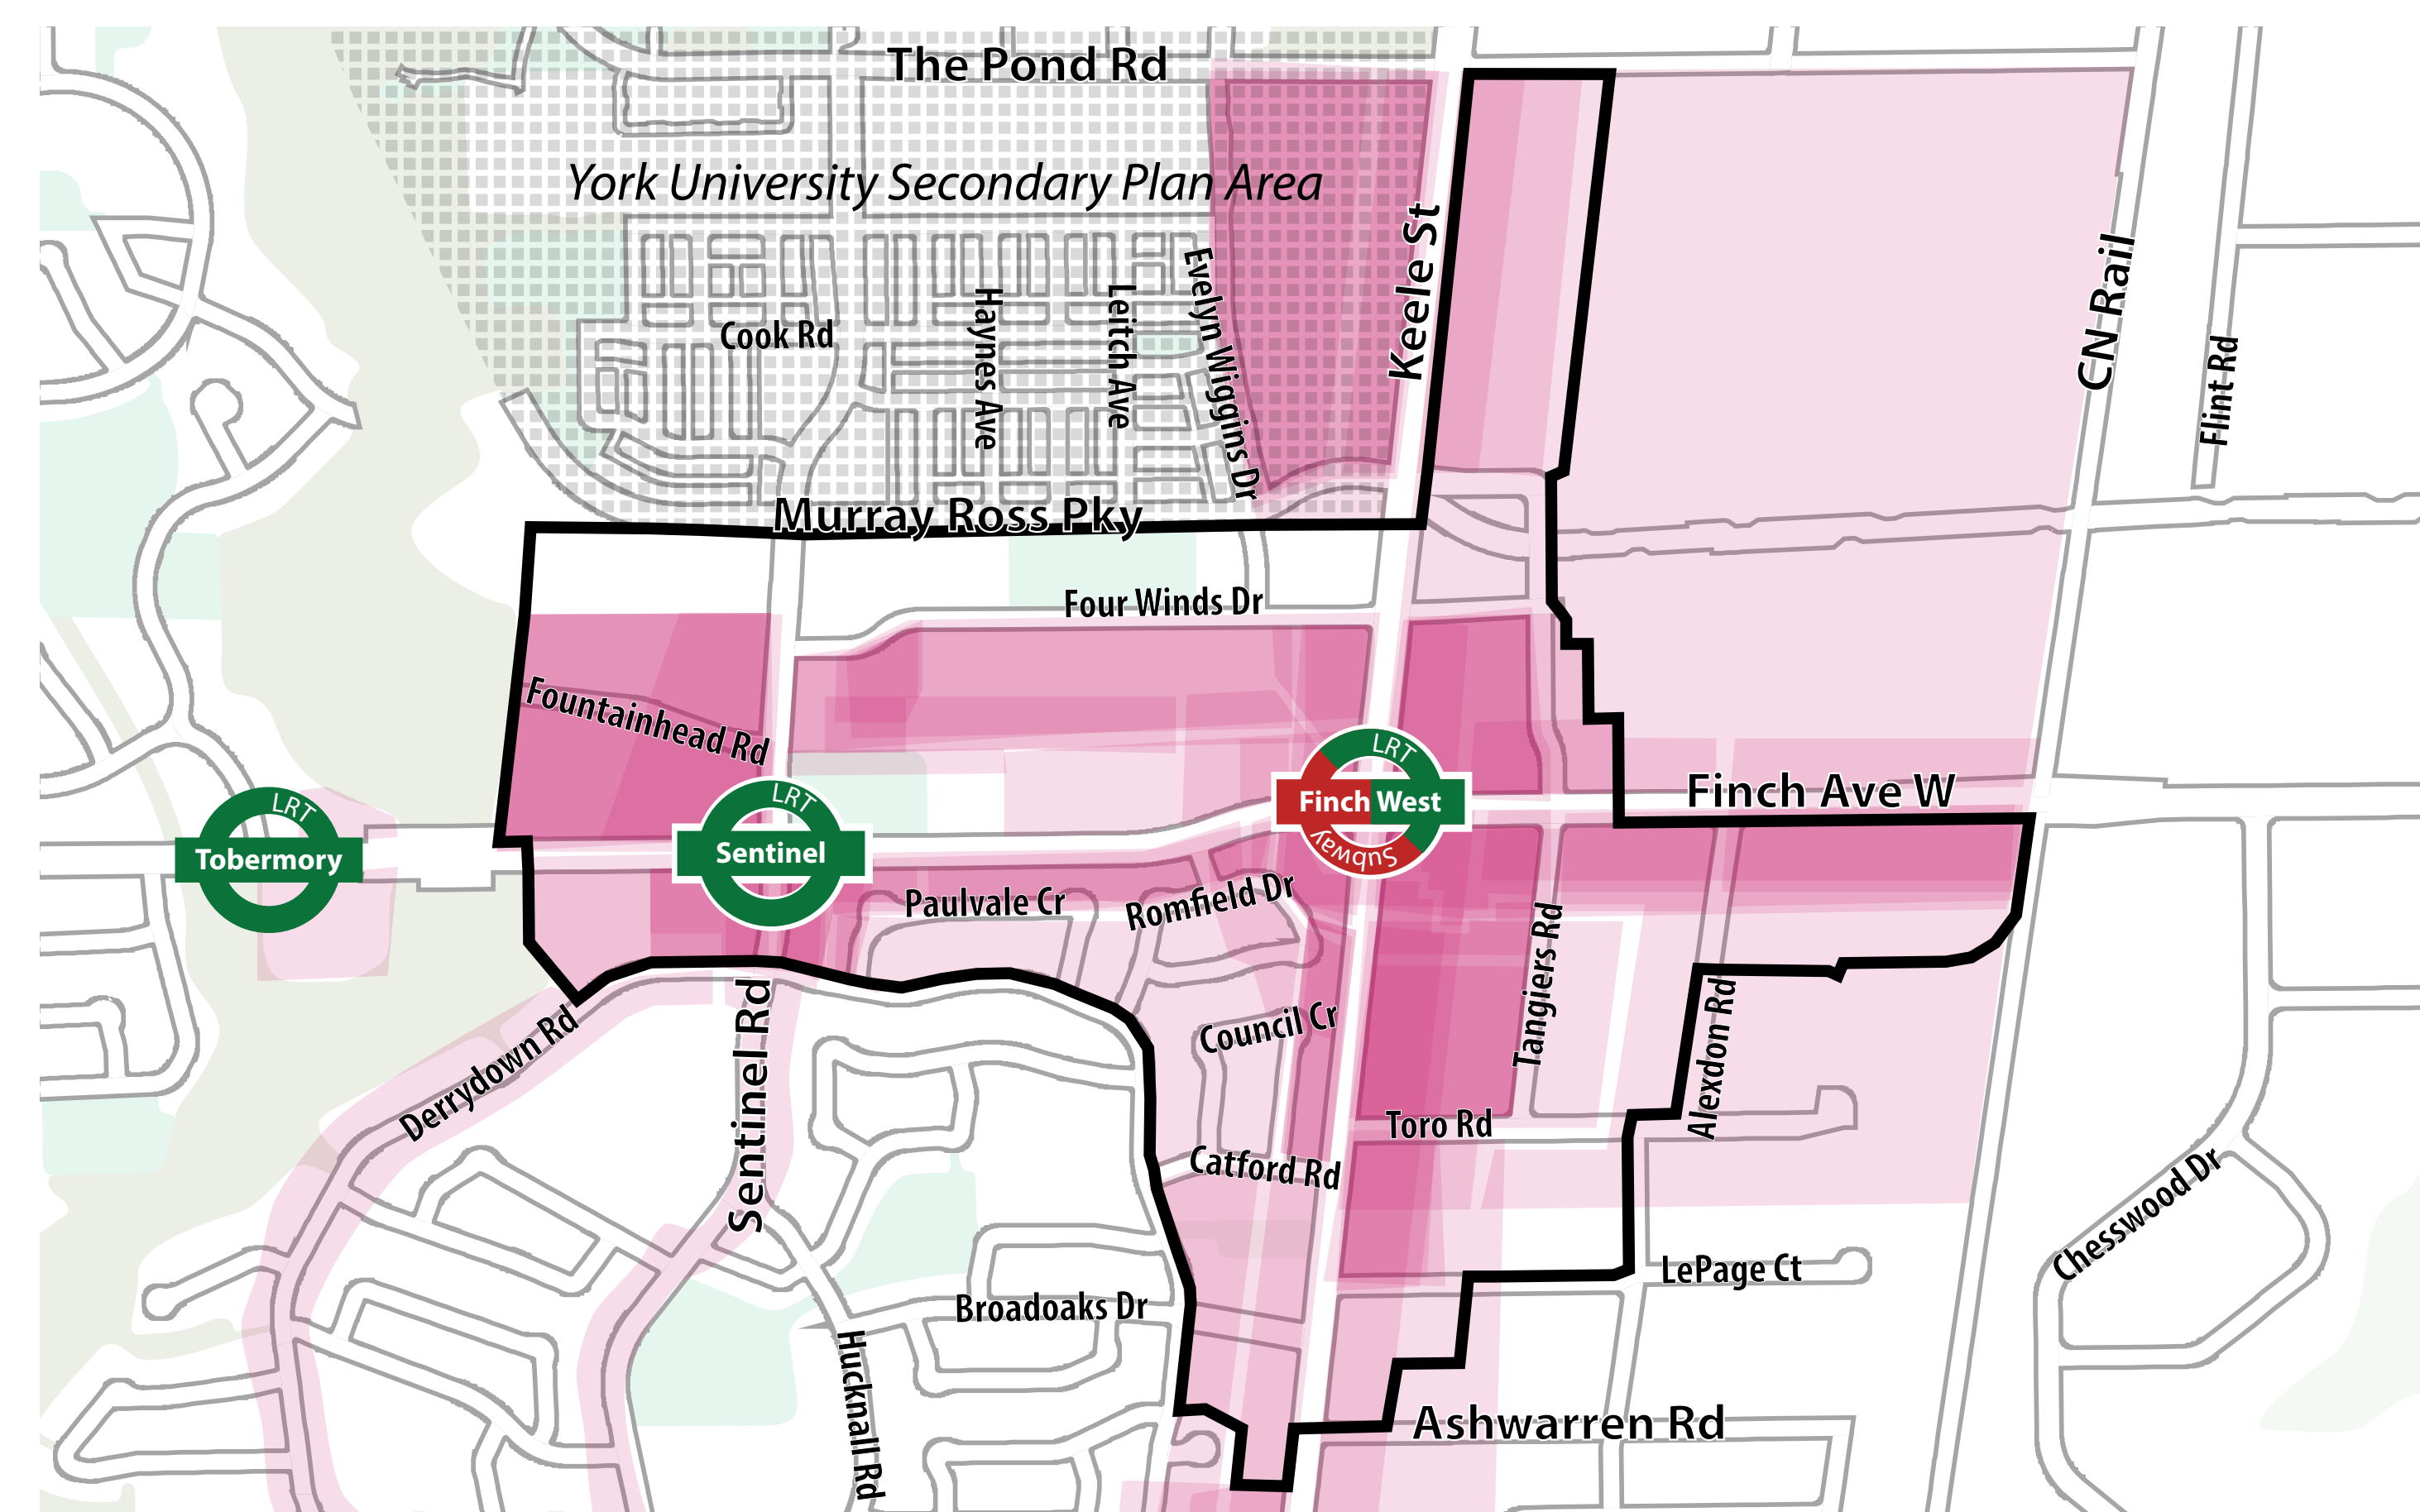 The Pond Rd
York University Secondary Plan Area
Keele St
CN Rail
Evelyn Wiggins Dr
Haynes Ave
Leitch Ave
Cook Rd
Flint Rd
Murray Ross Pky
Four Winds Dr
Fountainhead Rd
LRT
Finch West
Subway
Finch Ave W
LRT
Sentinel
LRT
Tobermory
Paulvale Cr
Romfield Dr
Tangiers Rd
Council Cr
Alexdon Rd
Derrydown Rd
Sentinel Rd
Toro Rd
Catford Rd
Chesswood Dr
LePage Ct
Broadoaks Dr
Hucknall Rd
Ashwarren Rd